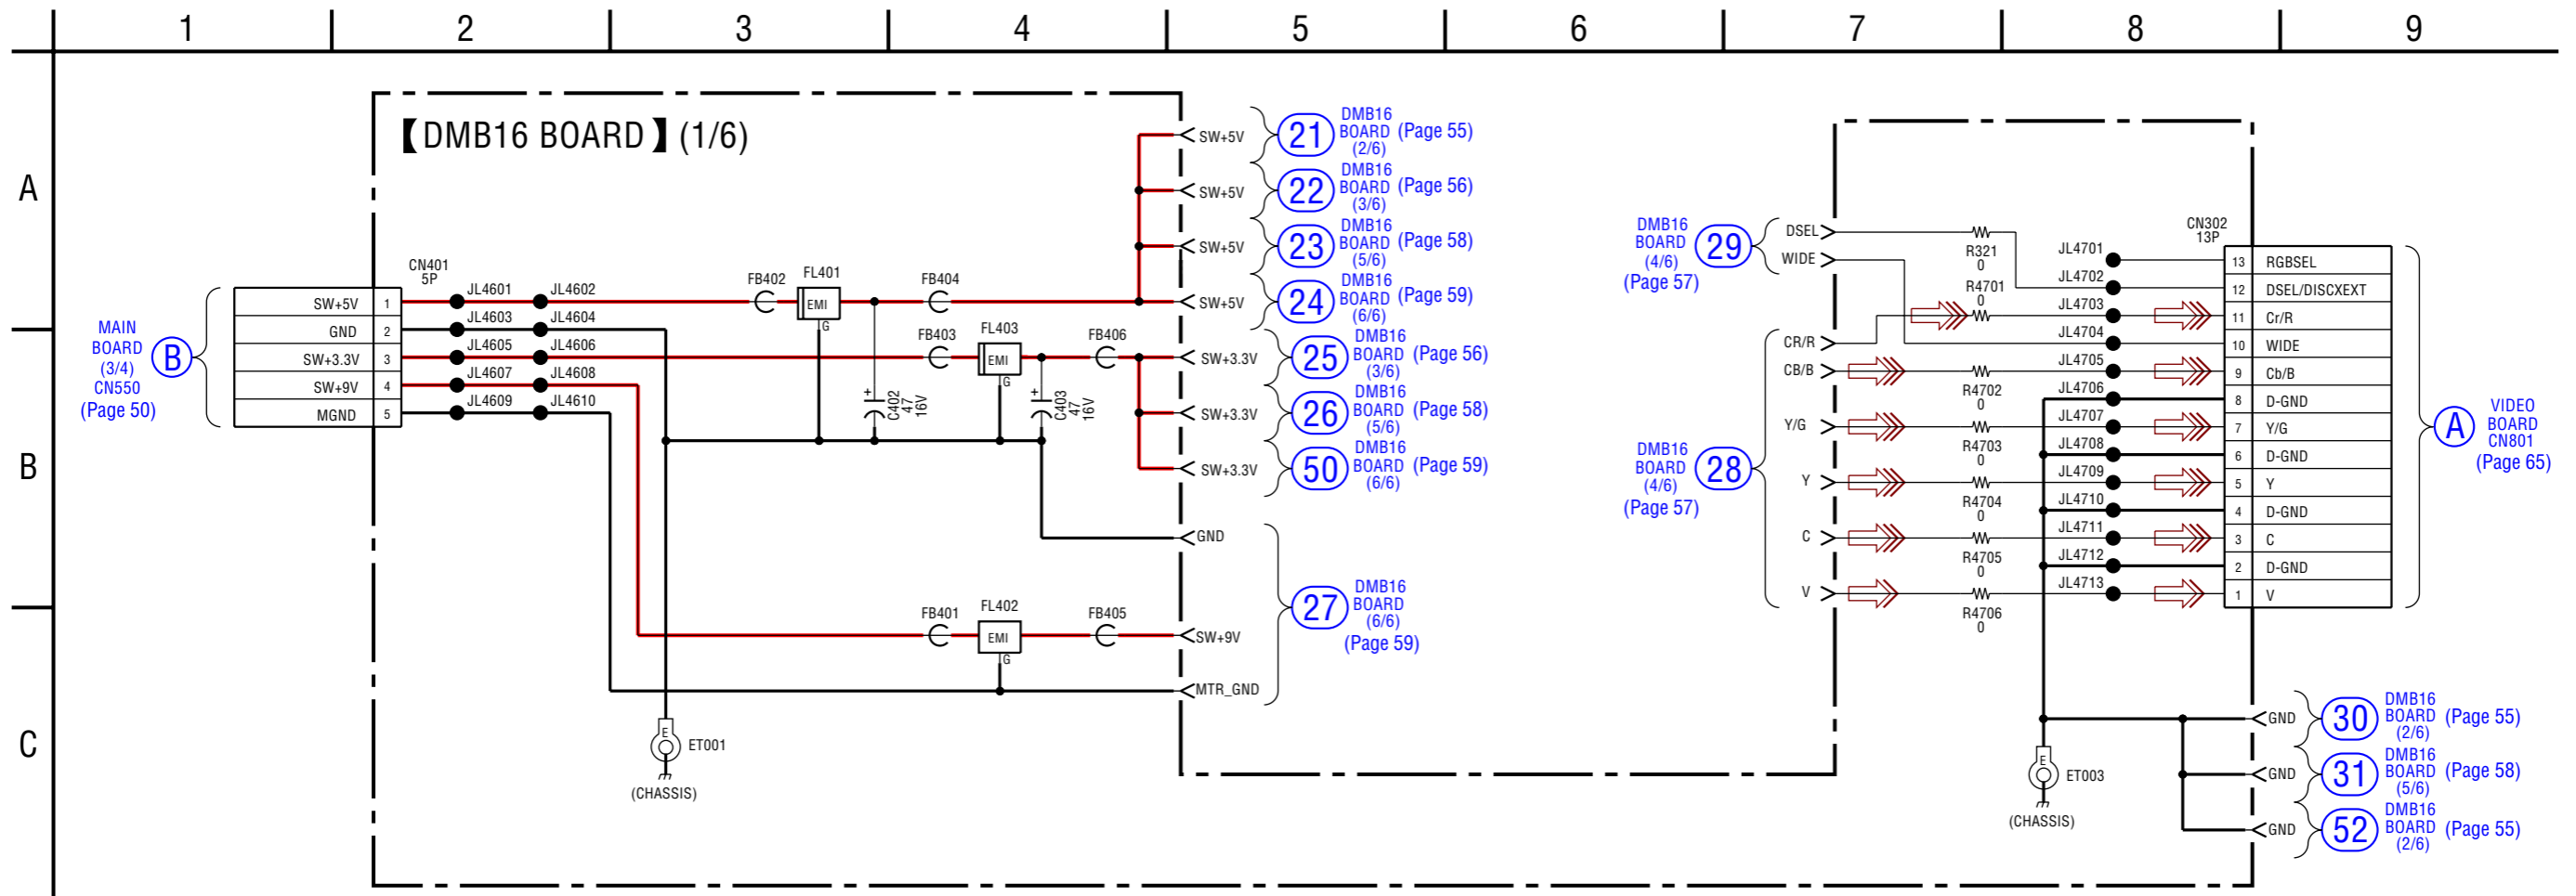 1 2 3 4 5 6 7 8 9
A
B
C
【DMB16 BOARD】(1/6)
MAIN
BOARD
(3/4)
CN550
(Page 50)
B
CN401
5P
SW+5V 1
GND 2
SW+3.3V 3
SW+9V 4
MGND 5
JL4601 JL4602
JL4603 JL4604
JL4605 JL4606
JL4607 JL4608
JL4609 JL4610
FB402 FL401 FB404
EMI
G
FB403 FL403 FB406
EMI
G
+
C402
47
16V
+
C403
47
16V
FB401 FL402 FB405
EMI
G
E
ET001
(CHASSIS)
SW+5V
SW+5V
SW+5V
SW+5V
SW+3.3V
SW+3.3V
SW+3.3V
GND
SW+9V
MTR_GND
21 DMB16
BOARD (Page 55)
(2/6)
22 DMB16
BOARD (Page 56)
(3/6)
23 DMB16
BOARD (Page 58)
(5/6)
24 DMB16
BOARD (Page 59)
(6/6)
25 DMB16
BOARD (Page 56)
(3/6)
26 DMB16
BOARD (Page 58)
(5/6)
50 DMB16
BOARD (Page 59)
(6/6)
27 DMB16
BOARD
(6/6)
(Page 59)
DMB16
BOARD
(4/6)
(Page 57)
29
DSEL
WIDE
DMB16
BOARD
(4/6)
(Page 57)
28
CR/R
CB/B
Y/G
Y
C
V
R321
0
R4701
0
R4702
0
R4703
0
R4704
0
R4705
0
R4706
0
JL4701
JL4702
JL4703
JL4704
JL4705
JL4706
JL4707
JL4708
JL4709
JL4710
JL4711
JL4712
JL4713
CN302
13P
13 RGBSEL
12 DSEL/DISCXEXT
11 Cr/R
10 WIDE
9 Cb/B
8 D-GND
7 Y/G
6 D-GND
5 Y
4 D-GND
3 C
2 D-GND
1 V
A
VIDEO
BOARD
CN801
(Page 65)
E
ET003
(CHASSIS)
GND
GND
GND
30 DMB16
BOARD (Page 55)
(2/6)
31 DMB16
BOARD (Page 58)
(5/6)
52 DMB16
BOARD (Page 55)
(2/6)